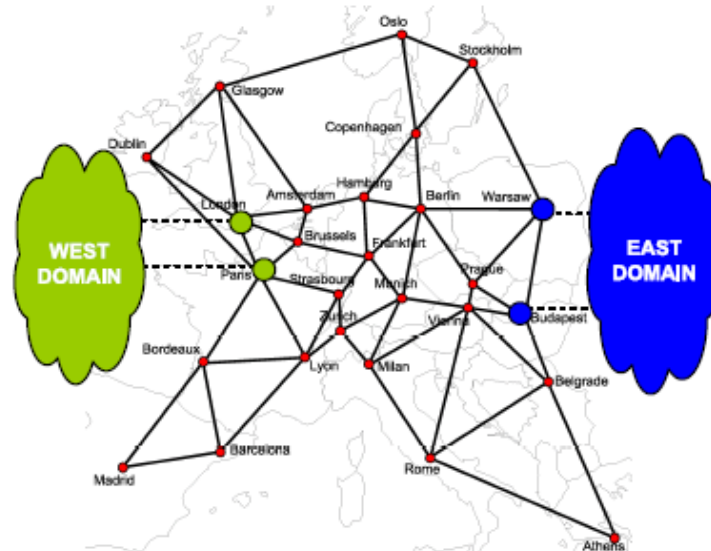 Oslo
Stockholm
Glasgow
Copenhagen
Dublin
Hamburg
London
Amsterdam
Berlin
Warsaw
WEST
DOMAIN
Brussels
Frankfurt
EAST
DOMAIN
Paris
Strasbourg
Munich
Prague
Zurich
Vienna
Budapest
Bordeaux
Lyon
Milan
Belgrade
Madrid
Barcelona
Rome
Athens